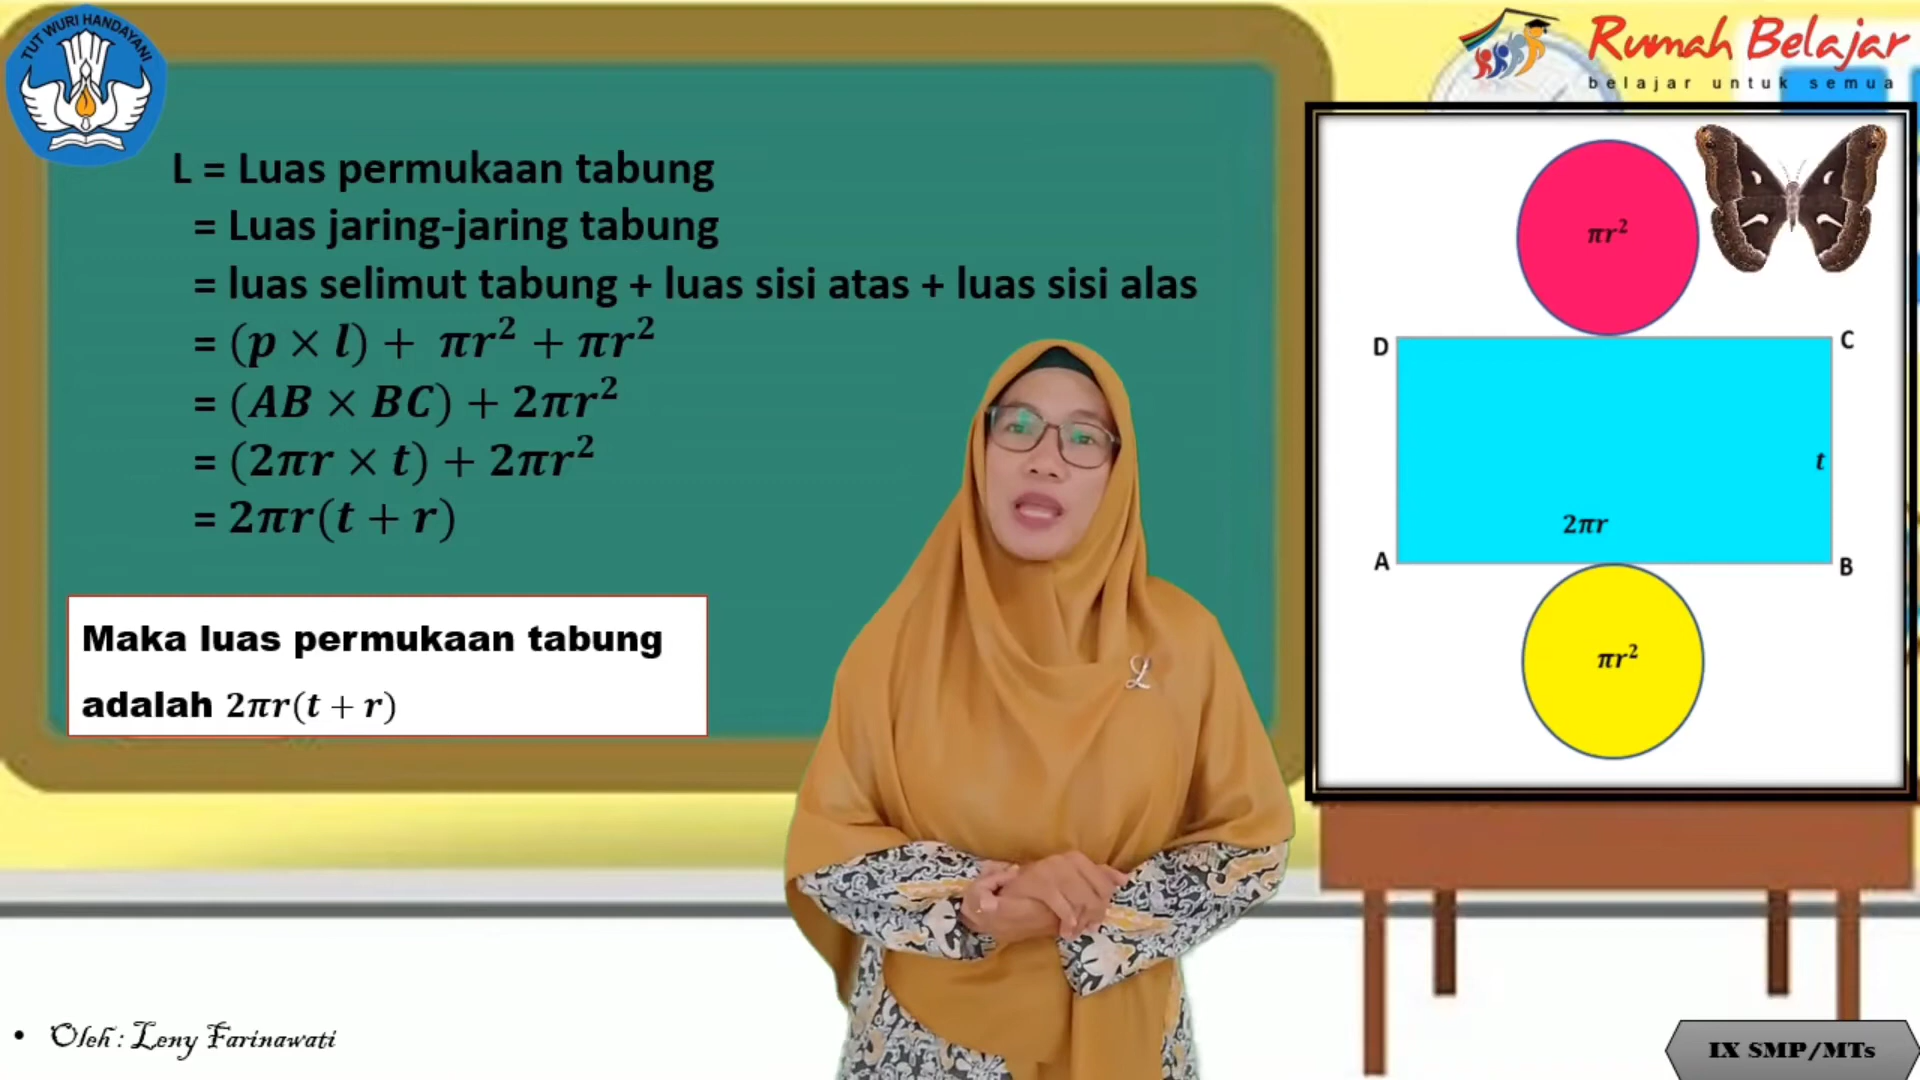 TUT WURI HANDAYANI
Rumah Belajar
belajar untuk semua
L = Luas permukaan tabung
= Luas jaring-jaring tabung
= luas selimut tabung + luas sisi atas + luas sisi alas
= (p × l) + πr² + πr²
= (AB × BC) + 2πr²
= (2πr × t) + 2πr²
= 2πr(t + r)
Maka luas permukaan tabung
adalah 2πr(t + r)
πr²
D
C
t
2πr
A
B
πr²
• Oleh : Leny Farinawati
IX SMP/MTs